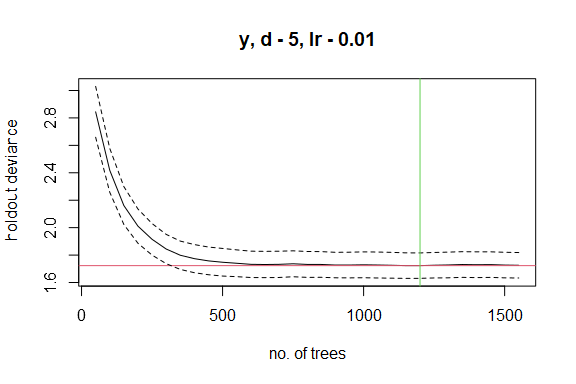 y, d - 5, lr - 0.01
holdout deviance
1.6 2.0 2.4 2.8
0 500 1000 1500
no. of trees